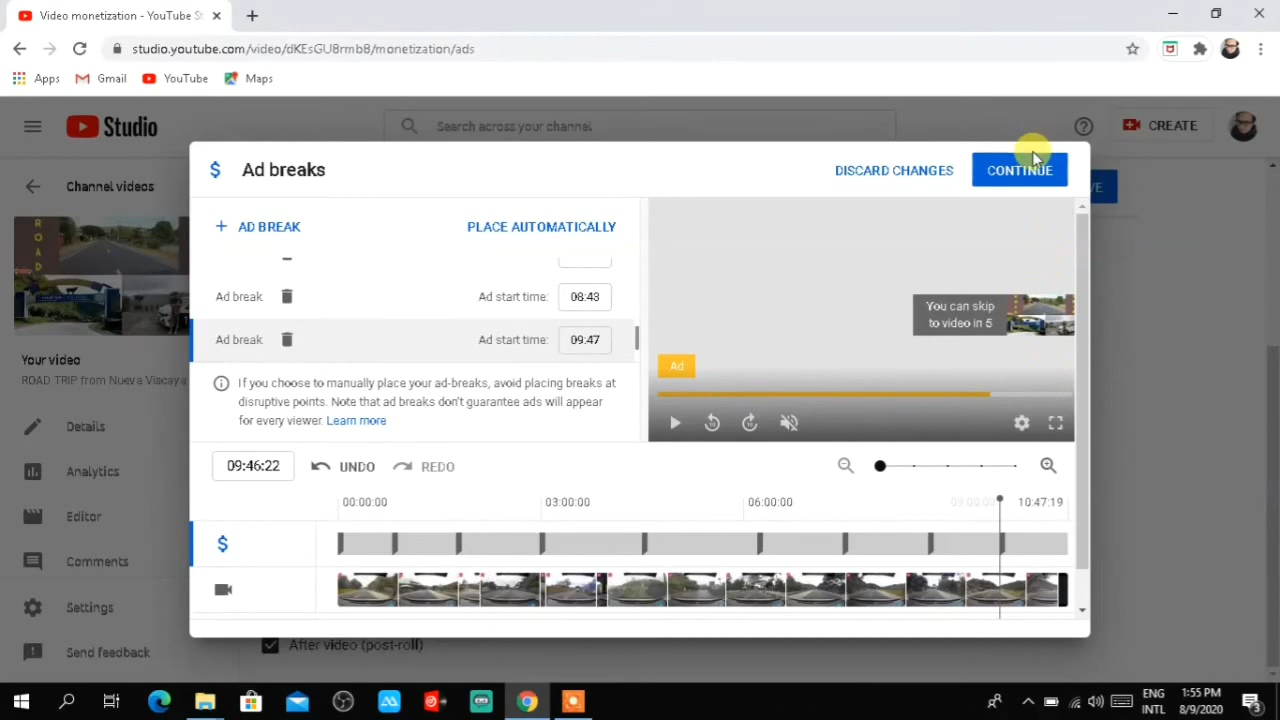 Video monetization - YouTube St
studio.youtube.com/video/dKEsGU8rmb8/monetization/ads
Apps Gmail YouTube Maps
Studio
Search across your channel
CREATE
Channel videos
Ad breaks
DISCARD CHANGES
CONTINUE
+ AD BREAK
PLACE AUTOMATICALLY
ROAD
Ad break
Ad start time:
08:43
Ad break
Ad start time:
09:47
If you choose to manually place your ad-breaks, avoid placing breaks at
disruptive points. Note that ad breaks don't guarantee ads will appear
for every viewer. Learn more
You can skip
to video in 5
Ad
Your video
ROAD TRIP from Nueva Viscaya
Details
Analytics
Editor
Comments
Settings
Send feedback
09:46:22
UNDO
REDO
00:00:00
03:00:00
06:00:00
09:00:00
10:47:19
After video (post-roll)
ENG
INTL
1:55 PM
8/9/2020
3